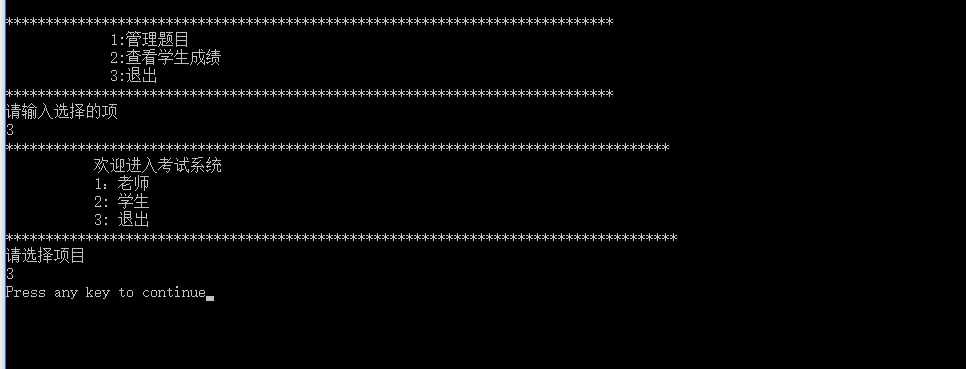 ****************************************************************************
1:管理题目
2:查看学生成绩
3:退出
****************************************************************************
请输入选择的项
3
***********************************************************************************
欢迎进入考试系统
1：老师
2: 学生
3: 退出
************************************************************************************
请选择项目
3
Press any key to continue